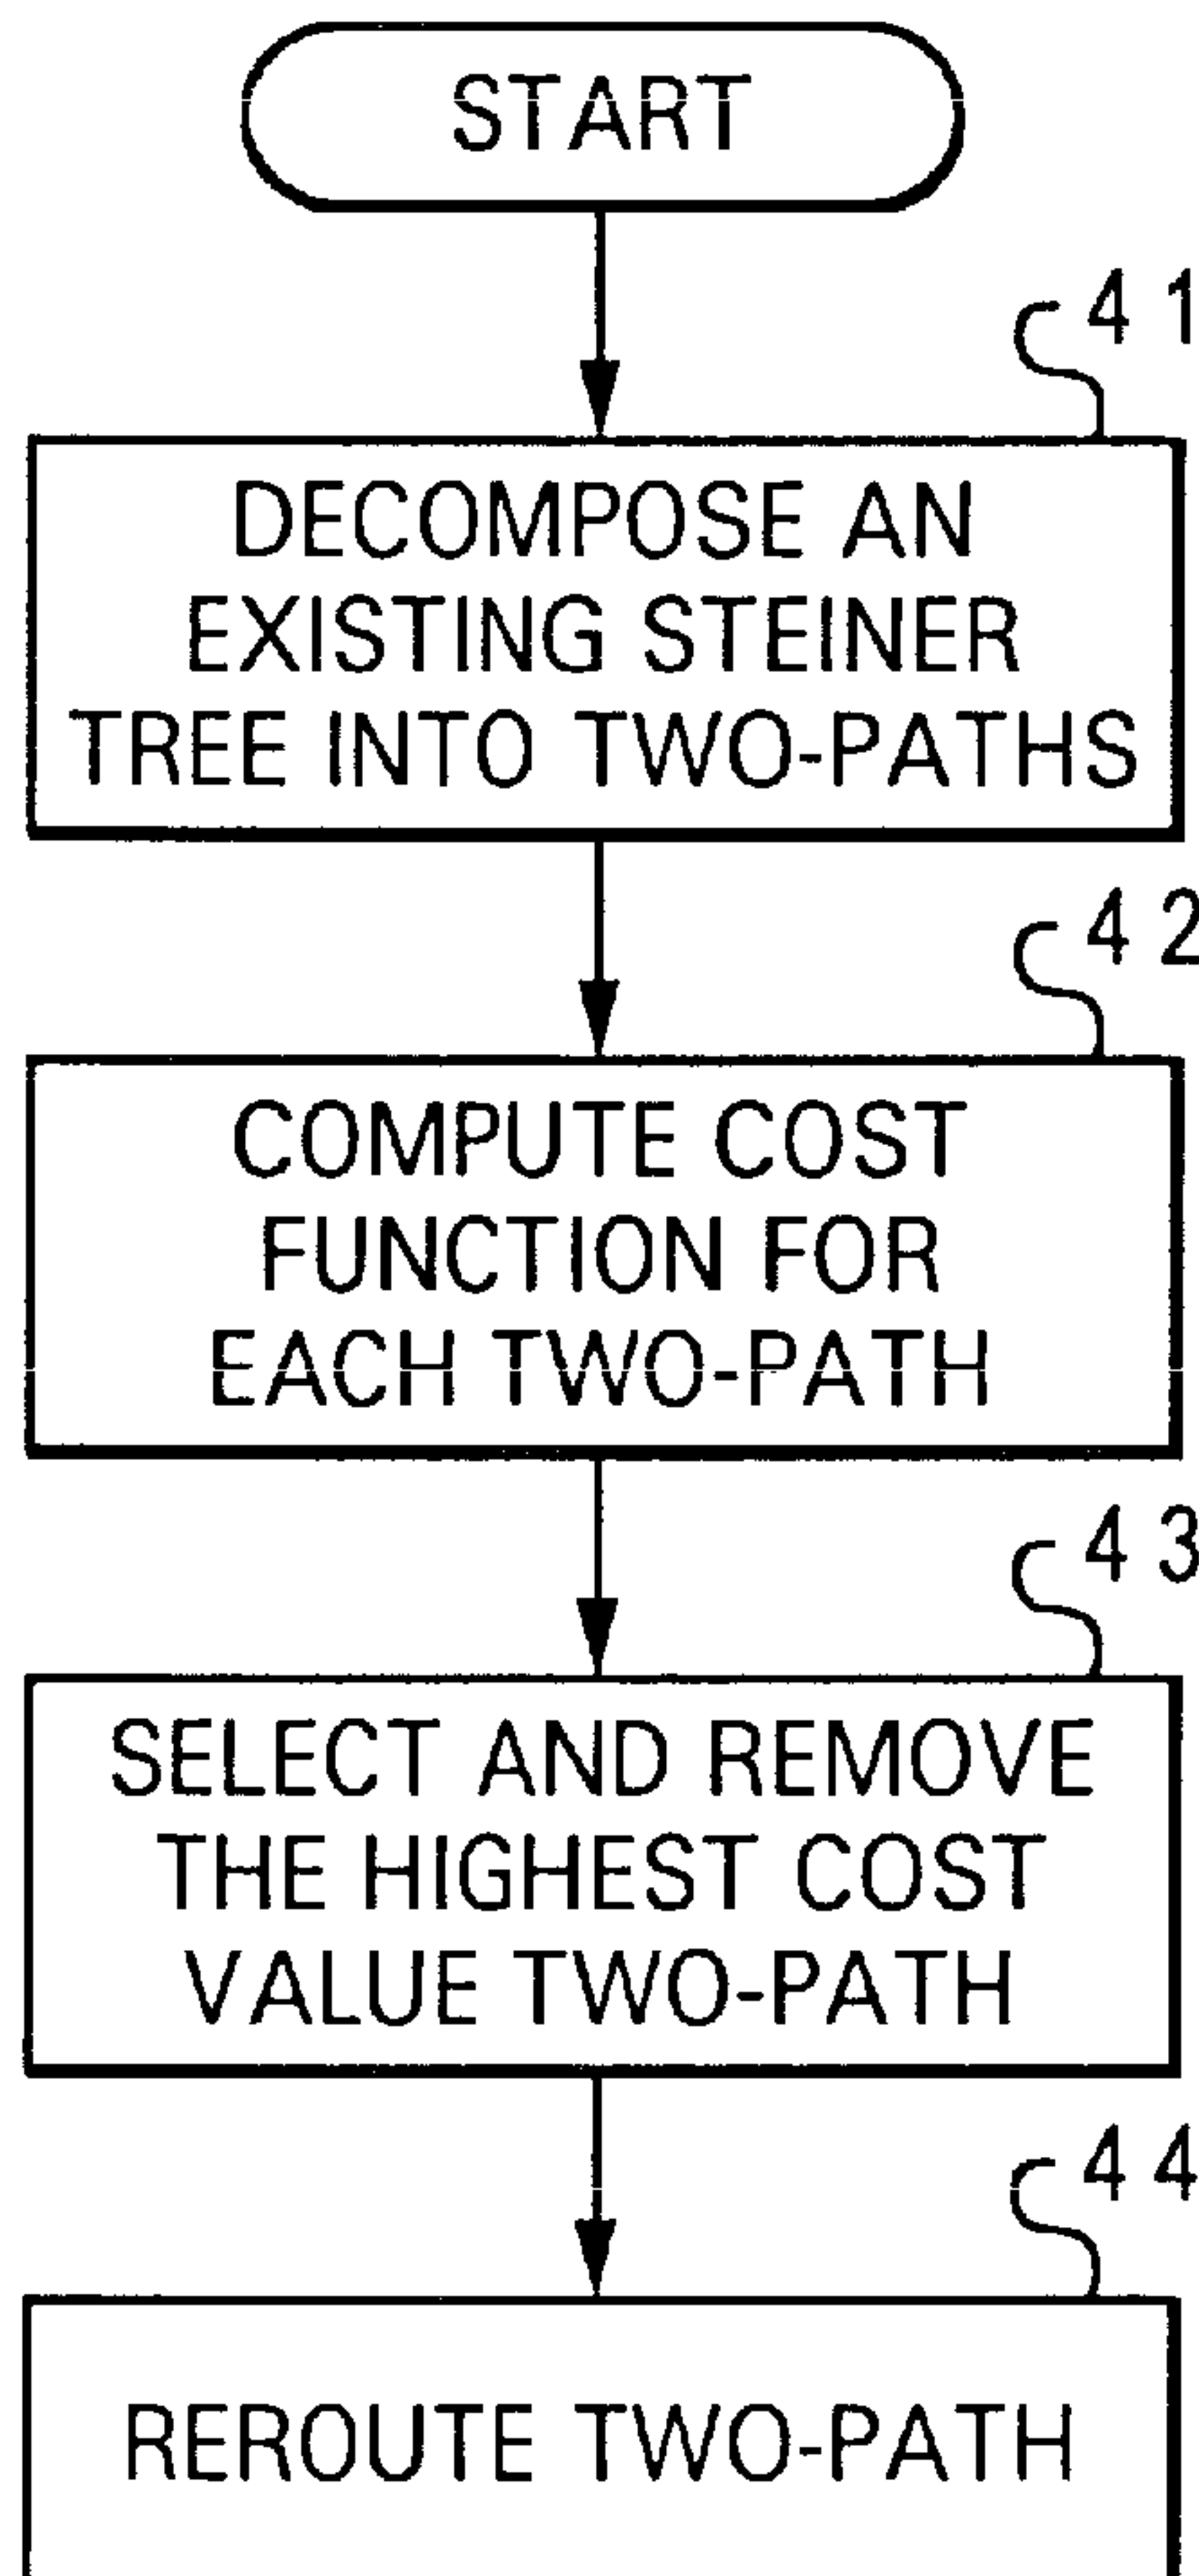 START
41
DECOMPOSE AN
EXISTING STEINER
TREE INTO TWO-PATHS
42
COMPUTE COST
FUNCTION FOR
EACH TWO-PATH
43
SELECT AND REMOVE
THE HIGHEST COST
VALUE TWO-PATH
44
REROUTE TWO-PATH